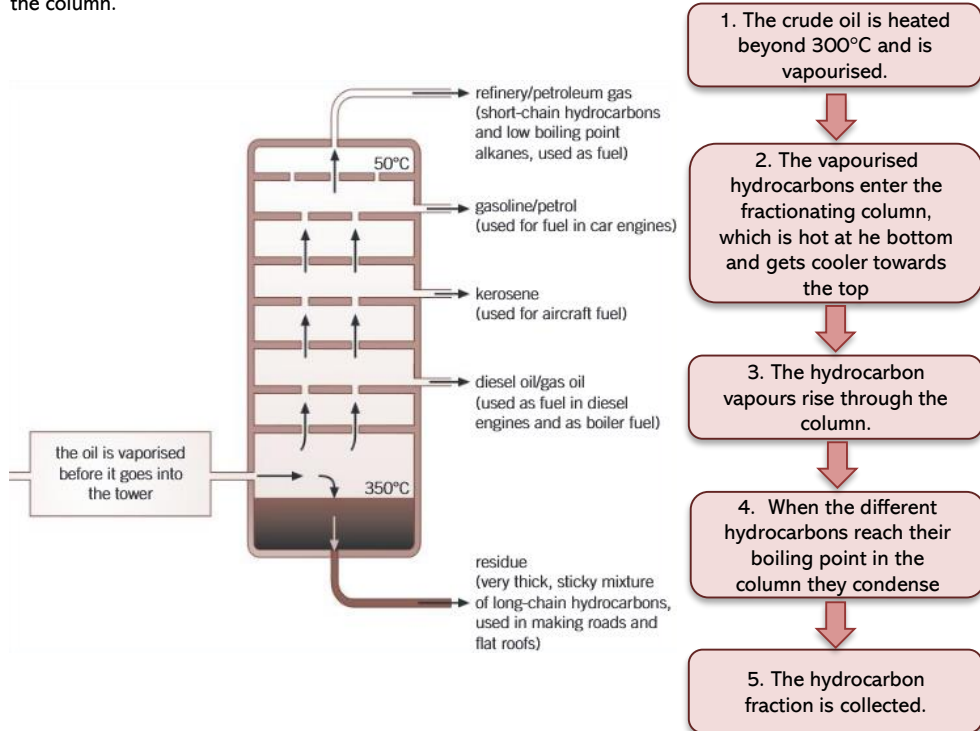 the column.
refinery/petroleum gas
(short-chain hydrocarbons
and low boiling point
alkanes, used as fuel)
50°C
gasoline/petrol
(used for fuel in car engines)
kerosene
(used for aircraft fuel)
diesel oil/gas oil
(used as fuel in diesel
engines and as boiler fuel)
the oil is vaporised
before it goes into
the tower
350°C
residue
(very thick, sticky mixture
of long-chain hydrocarbons,
used in making roads and
flat roofs)
1. The crude oil is heated
beyond 300°C and is
vapourised.
2. The vapourised
hydrocarbons enter the
fractionating column,
which is hot at he bottom
and gets cooler towards
the top
3. The hydrocarbon
vapours rise through the
column.
4. When the different
hydrocarbons reach their
boiling point in the
column they condense
5. The hydrocarbon
fraction is collected.